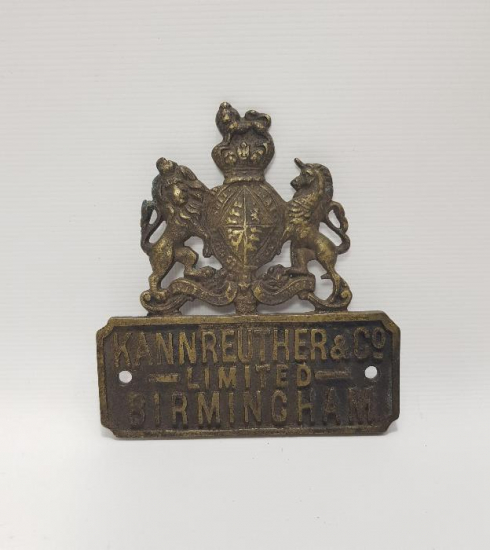 KANNREUTHER & Co
LIMITED
BIRMINGHAM